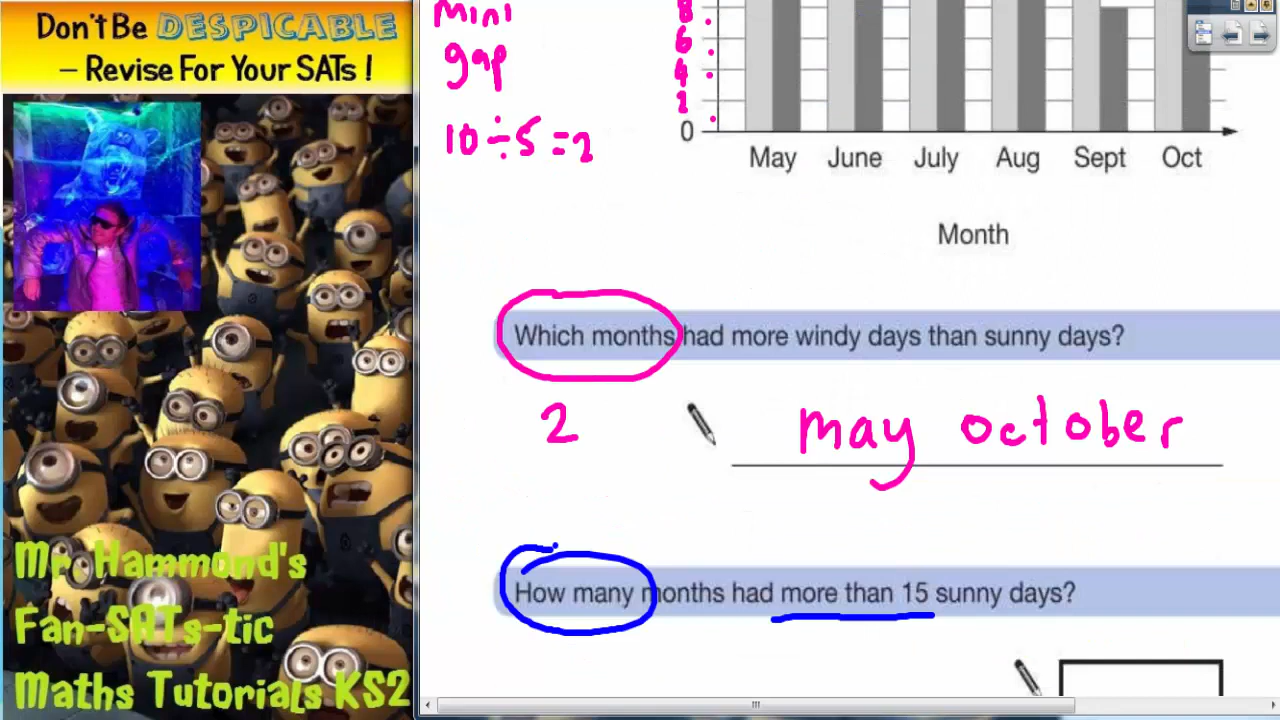 Don't Be DESPICABLE
– Revise For Your SATs !
Mr. Hammond's
Fan-SATs-tic
Maths Tutorials KS2
mini
gap
10÷5=2
8
6
4
2
0
May June July Aug Sept Oct
Month
Which months had more windy days than sunny days?
2
may october
How many months had more than 15 sunny days?